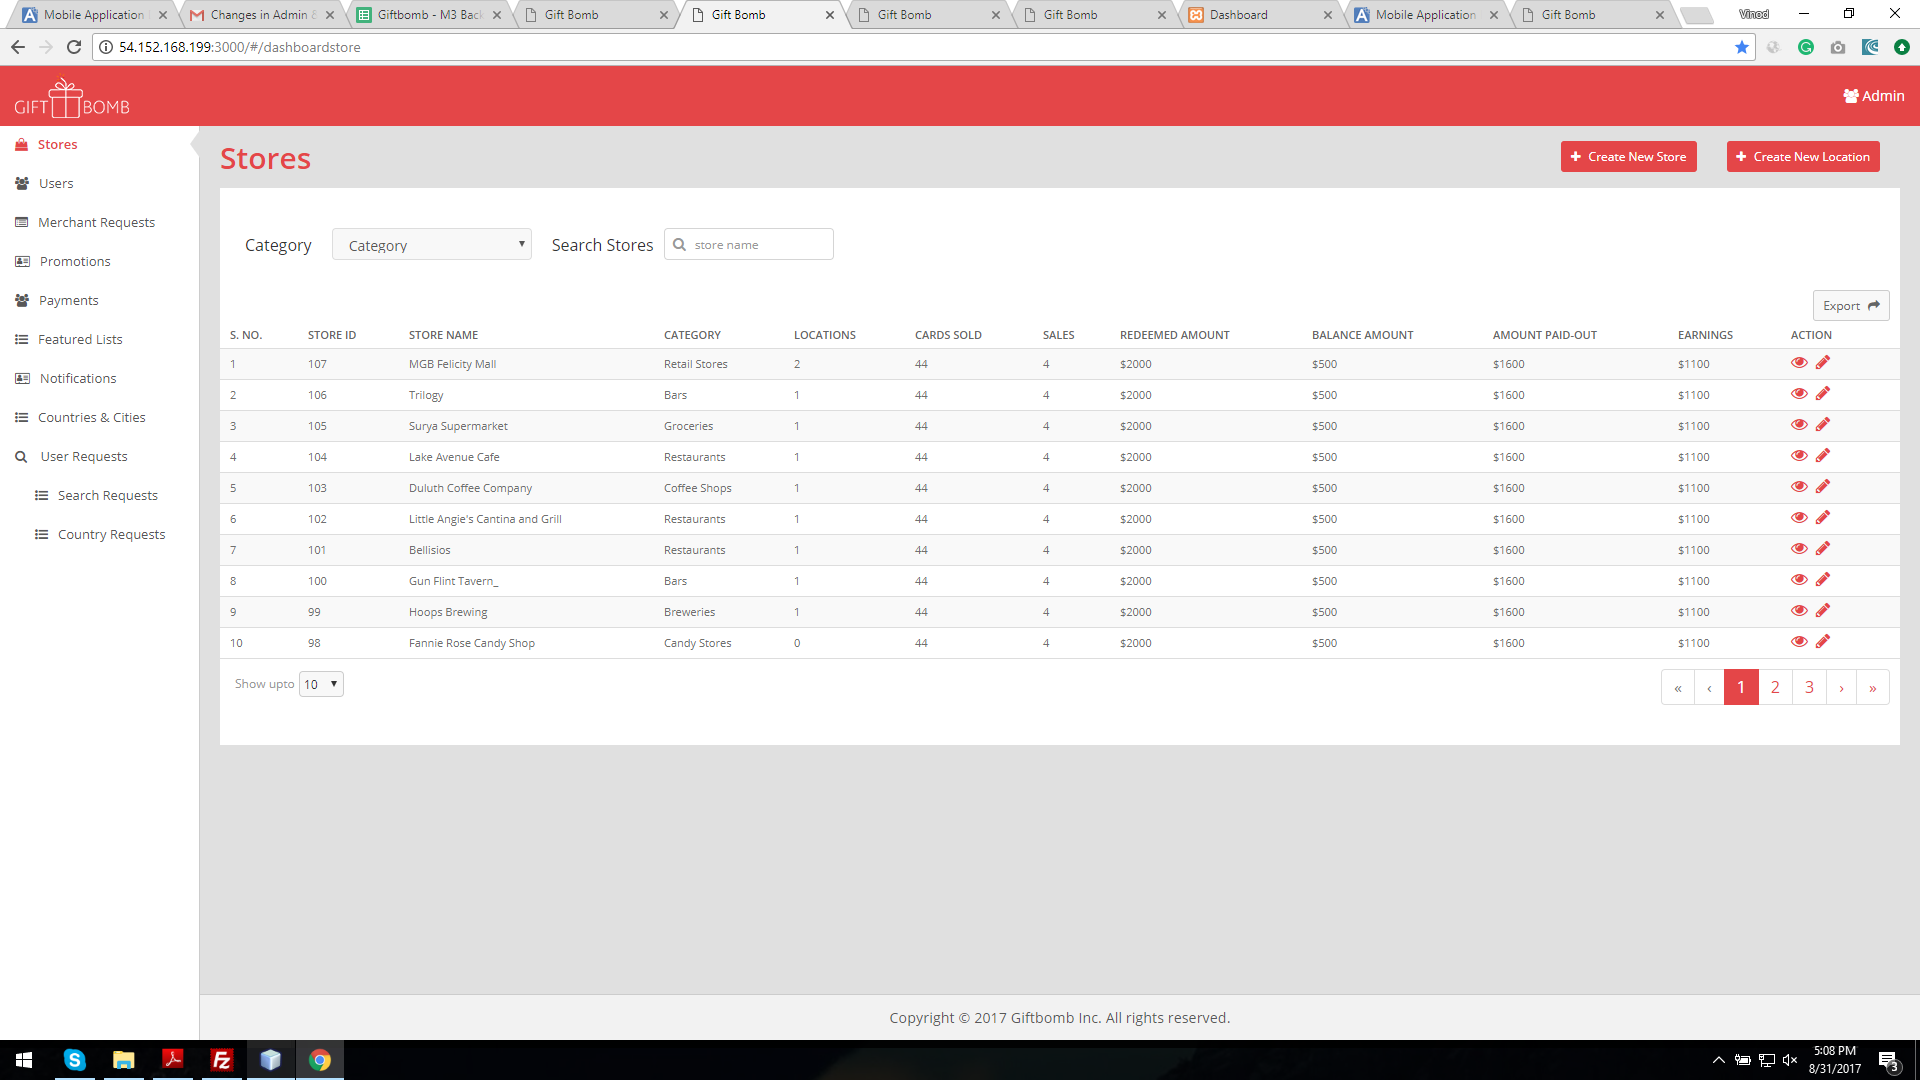 Mobile Application
Changes in Admin &
Giftbomb - M3 Back
Gift Bomb
Gift Bomb
Gift Bomb
Gift Bomb
Dashboard
Mobile Application
Gift Bomb
Vinod
54.152.168.199:3000/#/dashboardstore
GIFT BOMB
Admin
Stores
Users
Merchant Requests
Promotions
Payments
Featured Lists
Notifications
Countries & Cities
User Requests
Search Requests
Country Requests
Stores
+ Create New Store
+ Create New Location
Category Category Search Stores store name
Export
S. NO. STORE ID STORE NAME CATEGORY LOCATIONS CARDS SOLD SALES REDEEMED AMOUNT BALANCE AMOUNT AMOUNT PAID-OUT EARNINGS ACTION
1 107 MGB Felicity Mall Retail Stores 2 44 4 $2000 $500 $1600 $1100
2 106 Trilogy Bars 1 44 4 $2000 $500 $1600 $1100
3 105 Surya Supermarket Groceries 1 44 4 $2000 $500 $1600 $1100
4 104 Lake Avenue Cafe Restaurants 1 44 4 $2000 $500 $1600 $1100
5 103 Duluth Coffee Company Coffee Shops 1 44 4 $2000 $500 $1600 $1100
6 102 Little Angie's Cantina and Grill Restaurants 1 44 4 $2000 $500 $1600 $1100
7 101 Bellisios Restaurants 1 44 4 $2000 $500 $1600 $1100
8 100 Gun Flint Tavern_ Bars 1 44 4 $2000 $500 $1600 $1100
9 99 Hoops Brewing Breweries 1 44 4 $2000 $500 $1600 $1100
10 98 Fannie Rose Candy Shop Candy Stores 0 44 4 $2000 $500 $1600 $1100
Show upto 10
« ‹ 1 2 3 › »
Copyright © 2017 Giftbomb Inc. All rights reserved.
5:08 PM
8/31/2017
3